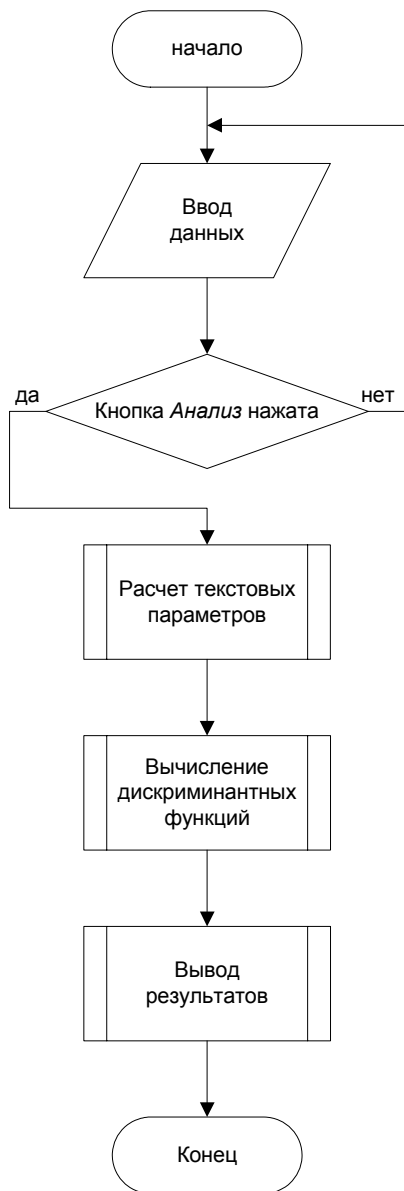 начало
Ввод
данных
да
Кнопка Анализ нажата
нет
Расчет текстовых
параметров
Вычисление
дискриминантных
функций
Вывод
результатов
Конец